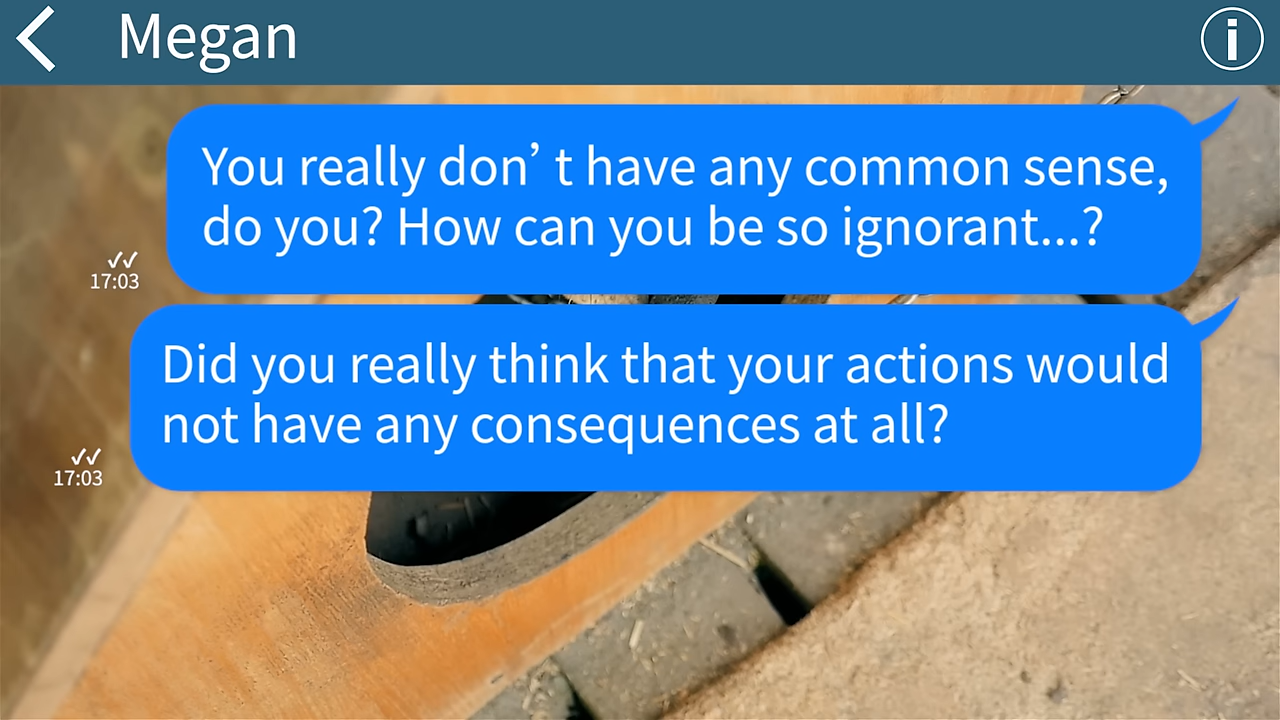 Megan
You really don’ t have any common sense,
do you? How can you be so ignorant...?
17:03
Did you really think that your actions would
not have any consequences at all?
17:03